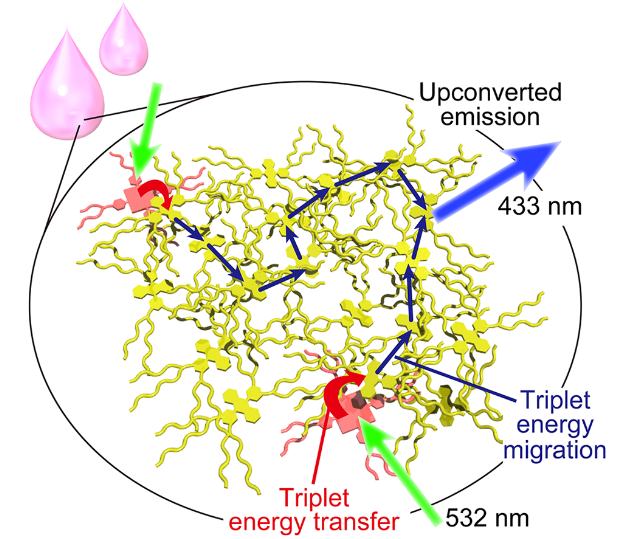 Upconverted
emission
433 nm
Triplet
energy
migration
Triplet
energy transfer
532 nm